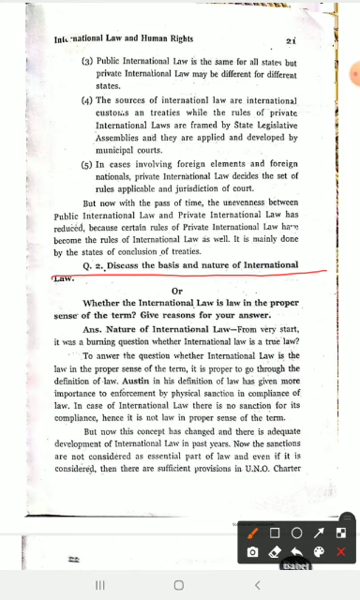 International Law and Human Rights 21
(3) Public International Law is the same for all states but
private International Law may be different for different
states.
(4) The sources of internationl law are international
customs an treaties while the rules of private
International Laws are framed by State Legislative
Assemblies and they are applied and developed by
municipal courts.
(5) In cases involving foreign elements and foreign
nationals, private International Law decides the set of
rules applicable and jurisdiction of court.
But now with the pass of time, the unevenness between
Public International Law and Private International Law has
reduced, because certain rules of Private International Law have
become the rules of International Law as well. It is mainly done
by the states of conclusion of treaties.
Q. 2. Discuss the basis and nature of International
Law.
Or
Whether the International Law is law in the proper
sense of the term? Give reasons for your answer.
Ans. Nature of International Law—From very start,
it was a burning question whether International law is a true law?
To anwer the question whether International Law is the
law in the proper sense of the term, it is proper to go through the
definition of law. Austin in his definition of law has given more
importance to enforcement by physical sanction in compliance of
law. In case of International Law there is no sanction for its
compliance, hence it is not law in proper sense of the term.
But now this concept has changed and there is adequate
development of International Law in past years. Now the sanctions
are not considered as essential part of law and even if it is
considered, then there are sufficient provisions in U.N.O. Charter
22
Babel